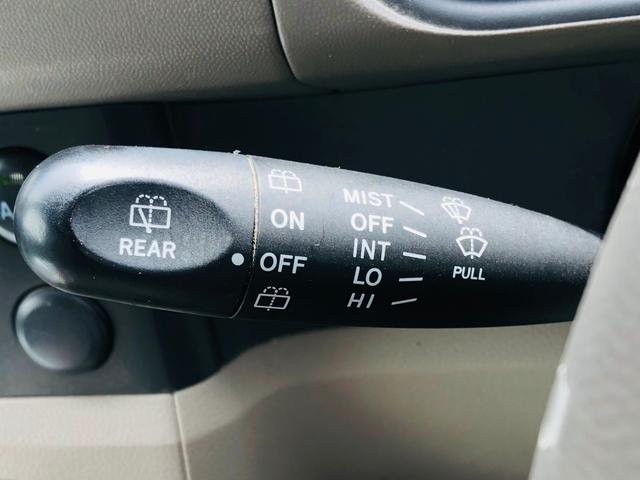 REAR
ON
OFF
MIST
OFF
INT
LO
HI
PULL
A